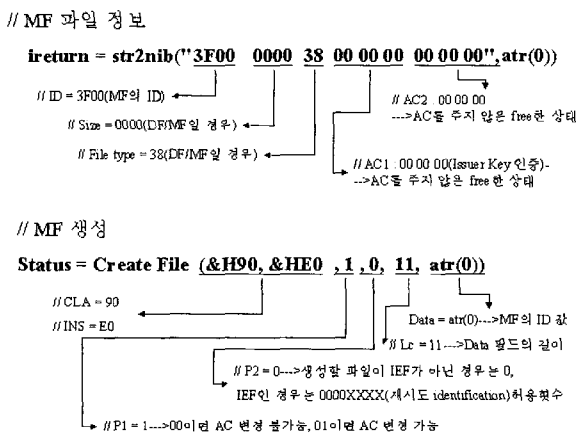 // MF 파일 정보
ireturn = str2nib("3F00 0000 38 00 00 00 00 00 00",atr(0))
// ID = 3F00(MF의 ID)
// Size = 0000(DF/MF일 경우)
// File type = 38(DF/MF일 경우)
// AC2 : 00 00 00
--->AC를 주지 않은 free한 상태
// AC1 : 00 00 00(Issuer Key 인증)-
-->AC를 주지 않은 free한 상태
// MF 생성
Status = Create File (&H90, &HE0 ,1 ,0, 11, atr(0))
// CLA = 90
// INS = E0
Data = atr(0)--->MF의 ID 값
// Lc = 11--->Data 필드의 길이
// P2 = 0--->생성할 파일이 IEF가 아닌 경우는 0,
IEF인 경우는 0000XXXX(재시도 identification)허용횟수
// P1 = 1--->00이면 AC 변경 불가능, 01이면 AC 변경 가능